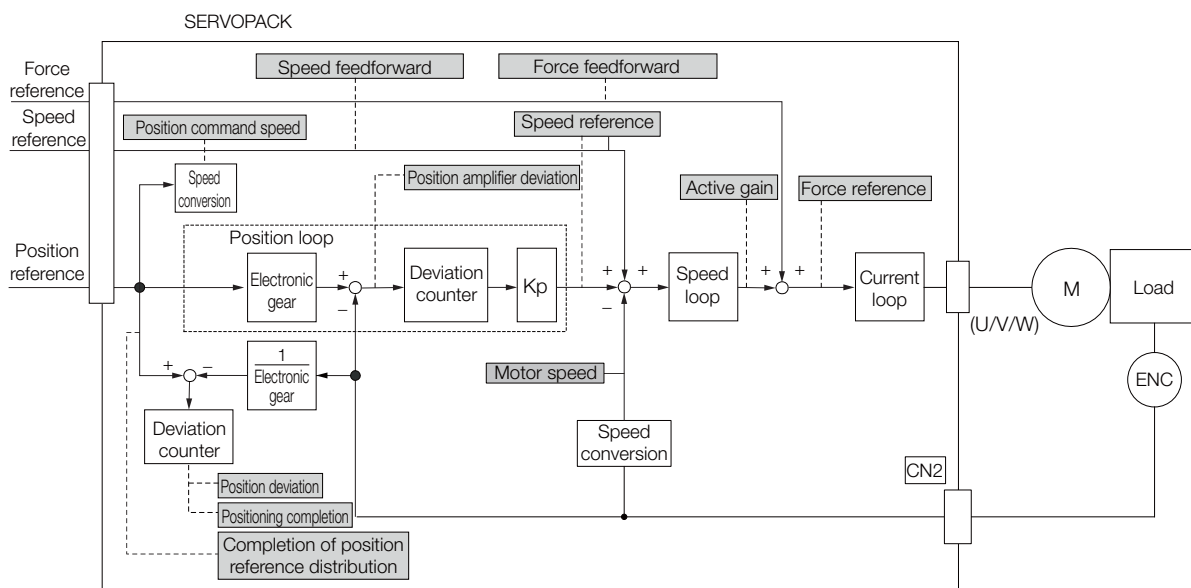 SERVOPACK
Force
reference
Speed feedforward
Force feedforward
Speed
reference
Position command speed
Speed reference
Speed
conversion
Position amplifier deviation
Active gain
Force reference
Position
reference
Position loop
Electronic
gear
+
−
Deviation
counter
Kp
+
+
−
Speed
loop
+
+
Current
loop
(U/V/W)
M
Load
ENC
+
−
1
Electronic
gear
Motor speed
Deviation
counter
Speed
conversion
CN2
Position deviation
Positioning completion
Completion of position
reference distribution